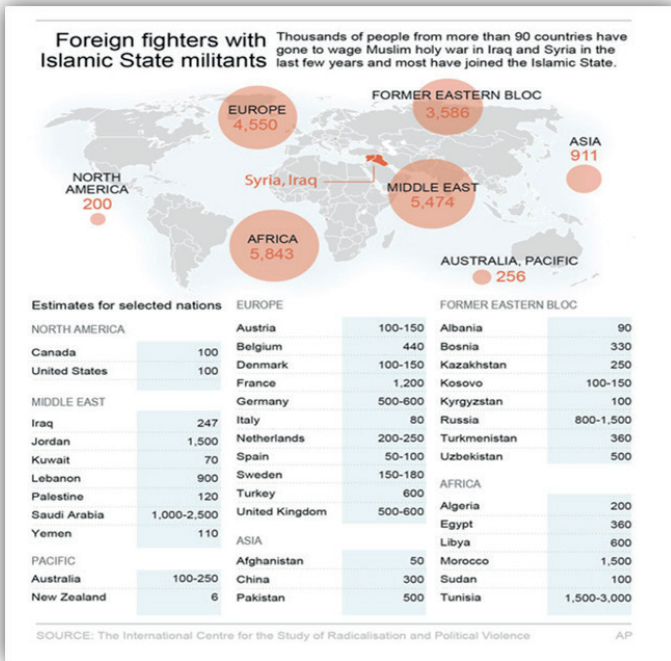 Foreign fighters with
Islamic State militants
Thousands of people from more than 90 countries have
gone to wage Muslim holy war in Iraq and Syria in the
last few years and most have joined the Islamic State.
EUROPE
4,550
FORMER EASTERN BLOC
3,586
ASIA
911
NORTH
AMERICA
200
Syria, Iraq
MIDDLE EAST
5,474
AFRICA
5,843
AUSTRALIA, PACIFIC
256
Estimates for selected nations
NORTH AMERICA
Canada 100
United States 100
MIDDLE EAST
Iraq 247
Jordan 1,500
Kuwait 70
Lebanon 900
Palestine 120
Saudi Arabia 1,000-2,500
Yemen 110
PACIFIC
Australia 100-250
New Zealand 6
EUROPE
Austria 100-150
Belgium 440
Denmark 100-150
France 1,200
Germany 500-600
Italy 80
Netherlands 200-250
Spain 50-100
Sweden 150-180
Turkey 600
United Kingdom 500-600
ASIA
Afghanistan 50
China 300
Pakistan 500
FORMER EASTERN BLOC
Albania 90
Bosnia 330
Kazakhstan 250
Kosovo 100-150
Kyrgyzstan 100
Russia 800-1,500
Turkmenistan 360
Uzbekistan 500
AFRICA
Algeria 200
Egypt 360
Libya 600
Morocco 1,500
Sudan 100
Tunisia 1,500-3,000
SOURCE: The International Centre for the Study of Radicalisation and Political Violence AP